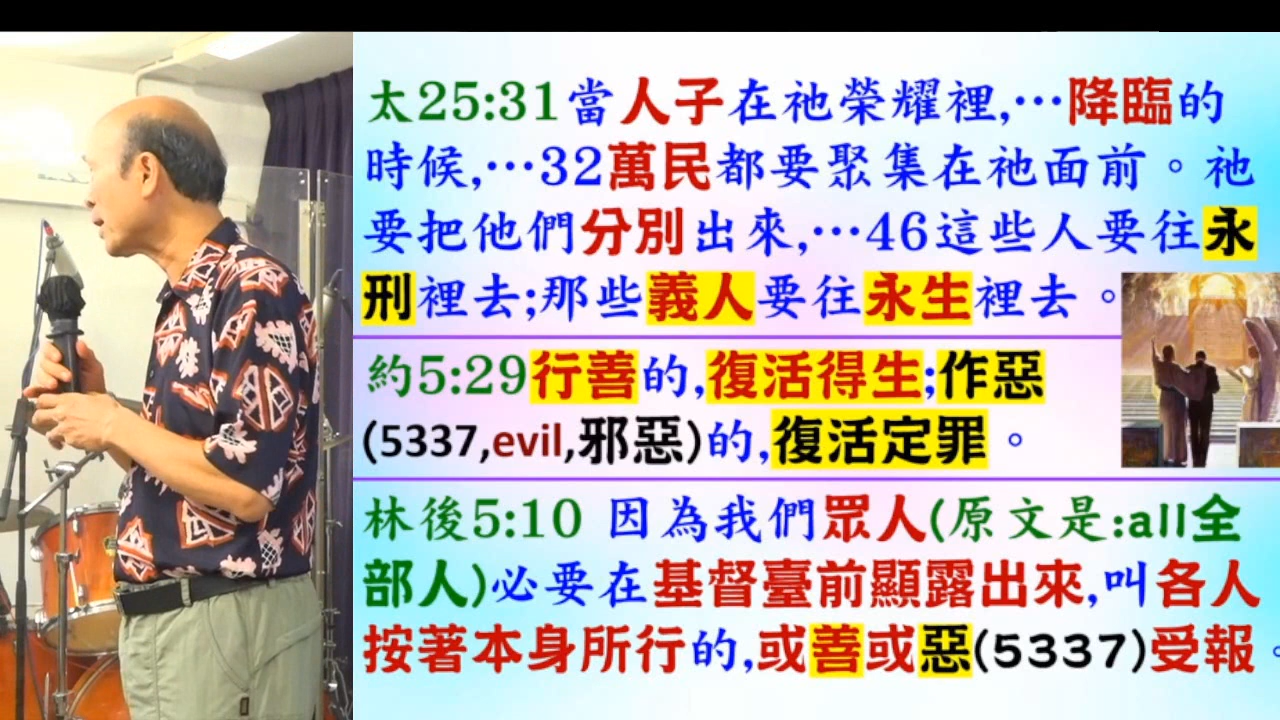 太25:31當人子在祂榮耀裡,…降臨的
時候,…32萬民都要聚集在祂面前。祂
要把他們分別出來,…46這些人要往永
刑裡去;那些義人要往永生裡去。
約5:29行善的,復活得生;作惡
(5337,evil,邪惡)的,復活定罪。
林後5:10 因為我們眾人(原文是:all全
部人)必要在基督臺前顯露出來,叫各人
按著本身所行的,或善或惡(5337)受報。